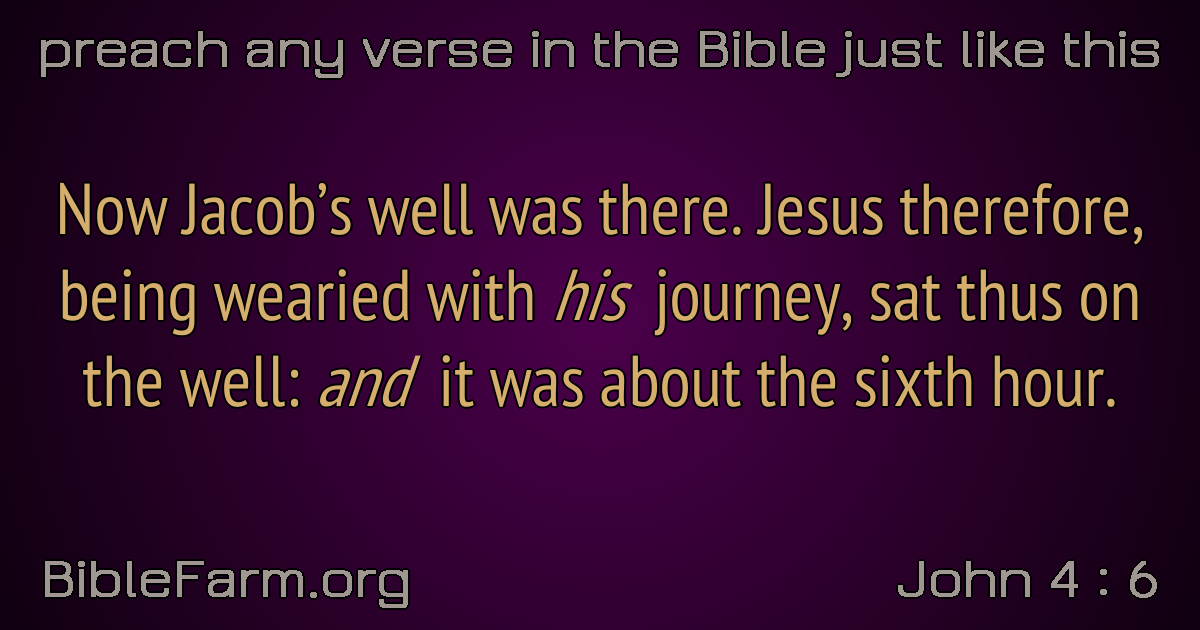 preach any verse in the Bible just like this
Now Jacob’s well was there. Jesus therefore,
being wearied with his journey, sat thus on
the well: and it was about the sixth hour.
BibleFarm.org
John 4 : 6